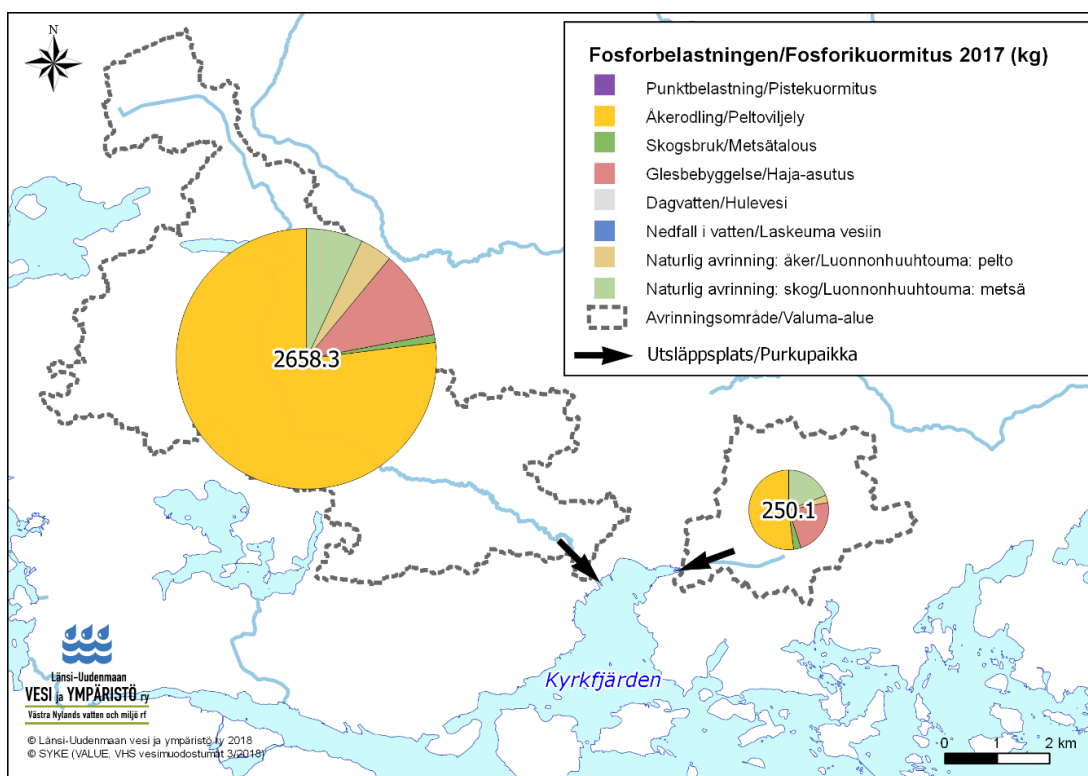 N
Fosforbelastningen/Fosforikuormitus 2017 (kg)
Punktbelastning/Pistekuormitus
Åkerodling/Peltoviljely
Skogsbruk/Metsätalous
Glesbebyggelse/Haja-asutus
Dagvatten/Hulevesi
Nedfall i vatten/Laskeuma vesiin
Naturlig avrinning: åker/Luonnonhuuhtouma: pelto
Naturlig avrinning: skog/Luonnonhuuhtouma: metsä
Avrinningsområde/Valuma-alue
Utsläppsplats/Purkupaikka
2658.3
250.1
Kyrkfjärden
Länsi-Uudenmaan
VESI ja YMPÄRISTÖ ry
Västra Nylands vatten och miljö rf
© Länsi-Uudenmaan vesi ja ympäristö ry 2018
© SYKE (VALUE, VHS vesimuodostumat 3/2018)
0 1 2 km